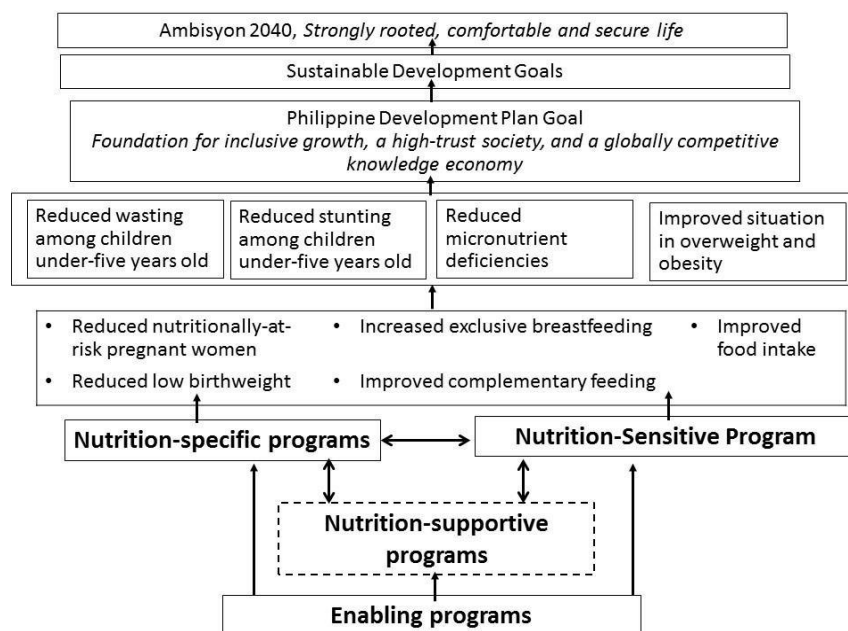 Ambisyon 2040, Strongly rooted, comfortable and secure life
Sustainable Development Goals
Philippine Development Plan Goal
Foundation for inclusive growth, a high-trust society, and a globally competitive
knowledge economy
Reduced wasting
among children
under-five years old
Reduced stunting
among children
under-five years old
Reduced
micronutrient
deficiencies
Improved situation
in overweight and
obesity
• Reduced nutritionally-at-
risk pregnant women
• Reduced low birthweight
• Increased exclusive breastfeeding
• Improved complementary feeding
• Improved
food intake
Nutrition-specific programs
Nutrition-Sensitive Program
Nutrition-supportive
programs
Enabling programs